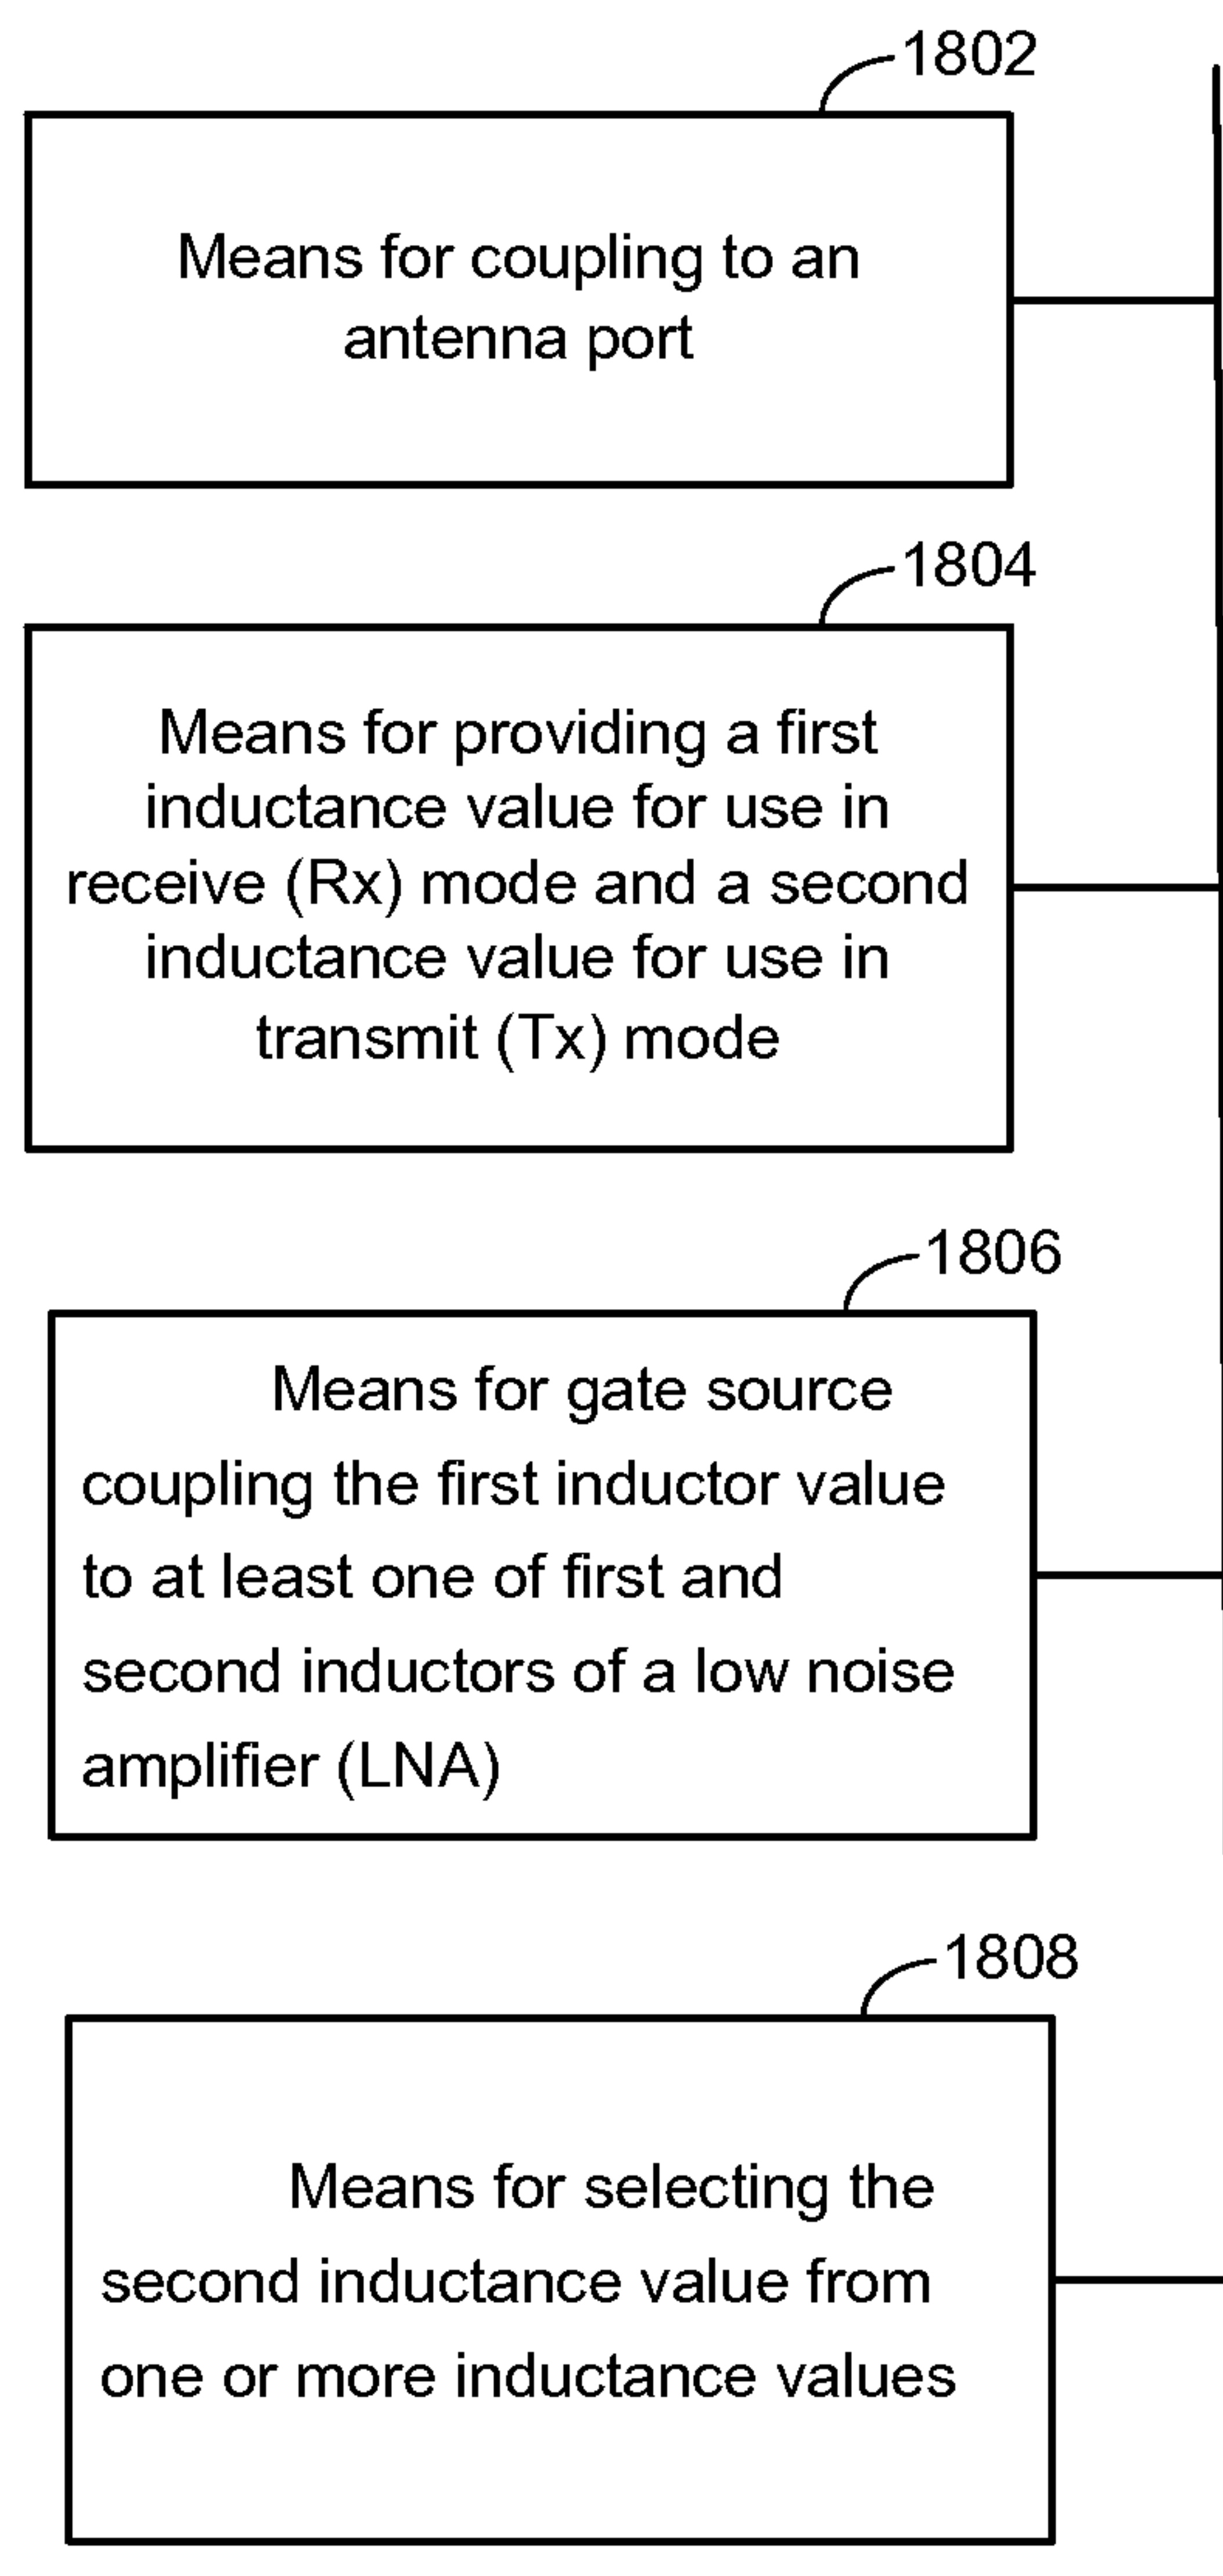 1802
Means for coupling to an
antenna port
1804
Means for providing a first
inductance value for use in
receive (Rx) mode and a second
inductance value for use in
transmit (Tx) mode
1806
Means for gate source
coupling the first inductor value
to at least one of first and
second inductors of a low noise
amplifier (LNA)
1808
Means for selecting the
second inductance value from
one or more inductance values